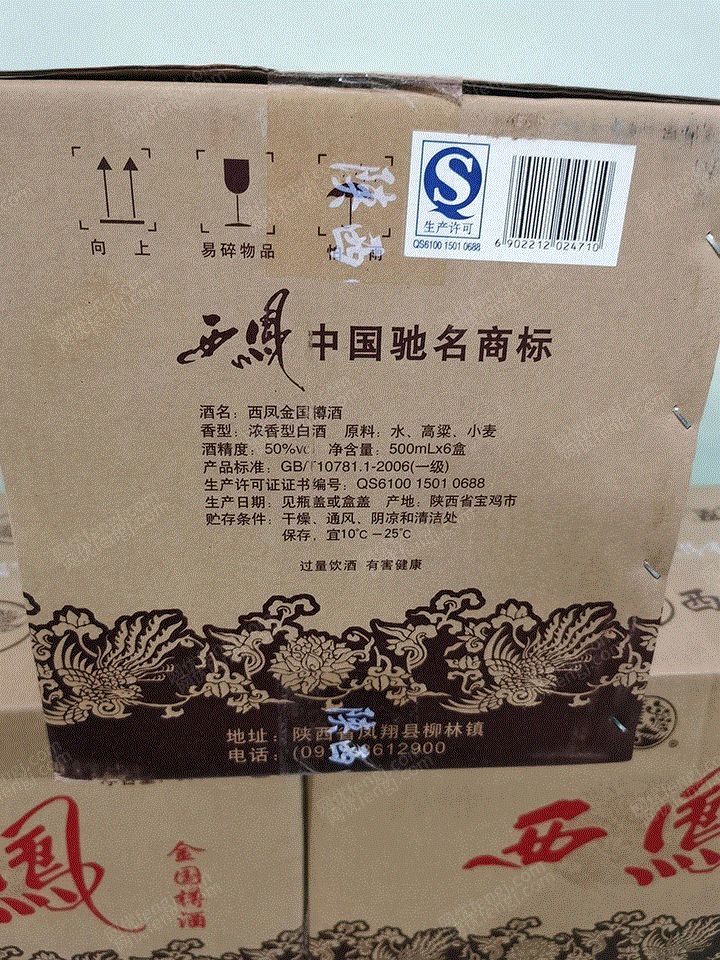 向 上
易碎物品
陕西
S
生产许可
QS6100 1501 0688
6 902212 024710
西凤 中国驰名商标
酒名：西凤金国樽酒
香型：浓香型白酒 原料：水、高粱、小麦
酒精度：50%vol 净含量：500mLx6盒
产品标准：GB/T10781.1-2006(一级)
生产许可证证书编号：QS6100 1501 0688
生产日期：见瓶盖或盒盖 产地：陕西省宝鸡市
贮存条件：干燥、通风、阴凉和清洁处
保存，宜10℃－25℃
过量饮酒 有害健康
地址：陕西省凤翔县柳林镇
电话：(09
612900
陕西
凤
金国樽酒
西凤
西